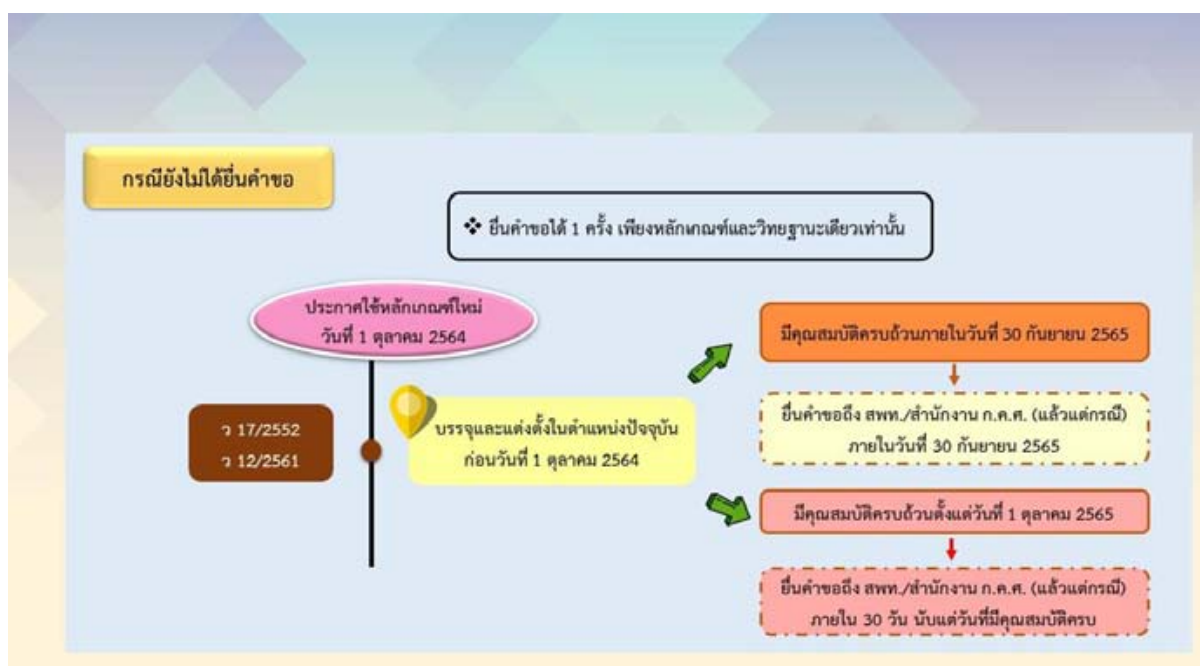 กรณียังไม่ได้ยื่นคำขอ
❖ ยื่นคำขอได้ 1 ครั้ง เพียงหลักเกณฑ์และวิทยฐานะเดียวเท่านั้น
ประกาศใช้หลักเกณฑ์ใหม่
วันที่ 1 ตุลาคม 2564
ว 17/2552
ว 12/2561
บรรจุและแต่งตั้งในตำแหน่งปัจจุบัน
ก่อนวันที่ 1 ตุลาคม 2564
มีคุณสมบัติครบถ้วนภายในวันที่ 30 กันยายน 2565
ยื่นคำขอถึง สพท./สำนักงาน ก.ค.ศ. (แล้วแต่กรณี)
ภายในวันที่ 30 กันยายน 2565
มีคุณสมบัติครบถ้วนตั้งแต่วันที่ 1 ตุลาคม 2565
ยื่นคำขอถึง สพท./สำนักงาน ก.ค.ศ. (แล้วแต่กรณี)
ภายใน 30 วัน นับแต่วันที่มีคุณสมบัติครบ